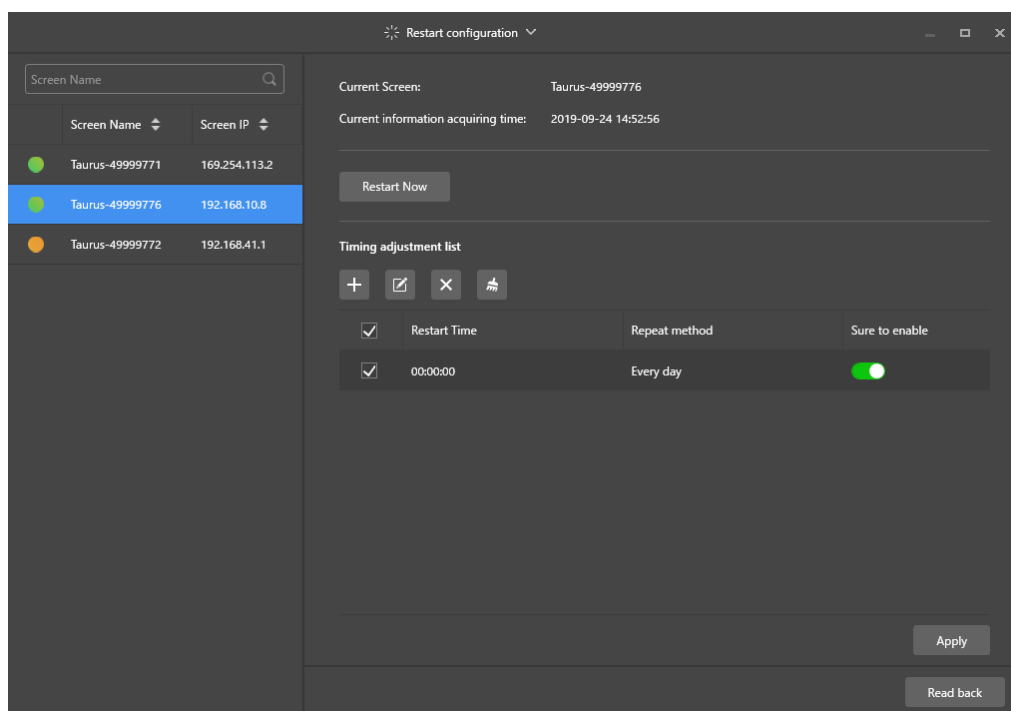 Restart configuration
Screen Name
Screen Name Screen IP
Taurus-49999771 169.254.113.2
Taurus-49999776 192.168.10.8
Taurus-49999772 192.168.41.1
Current Screen: Taurus-49999776
Current information acquiring time: 2019-09-24 14:52:56
Restart Now
Timing adjustment list
Restart Time Repeat method Sure to enable
00:00:00 Every day
Apply
Read back